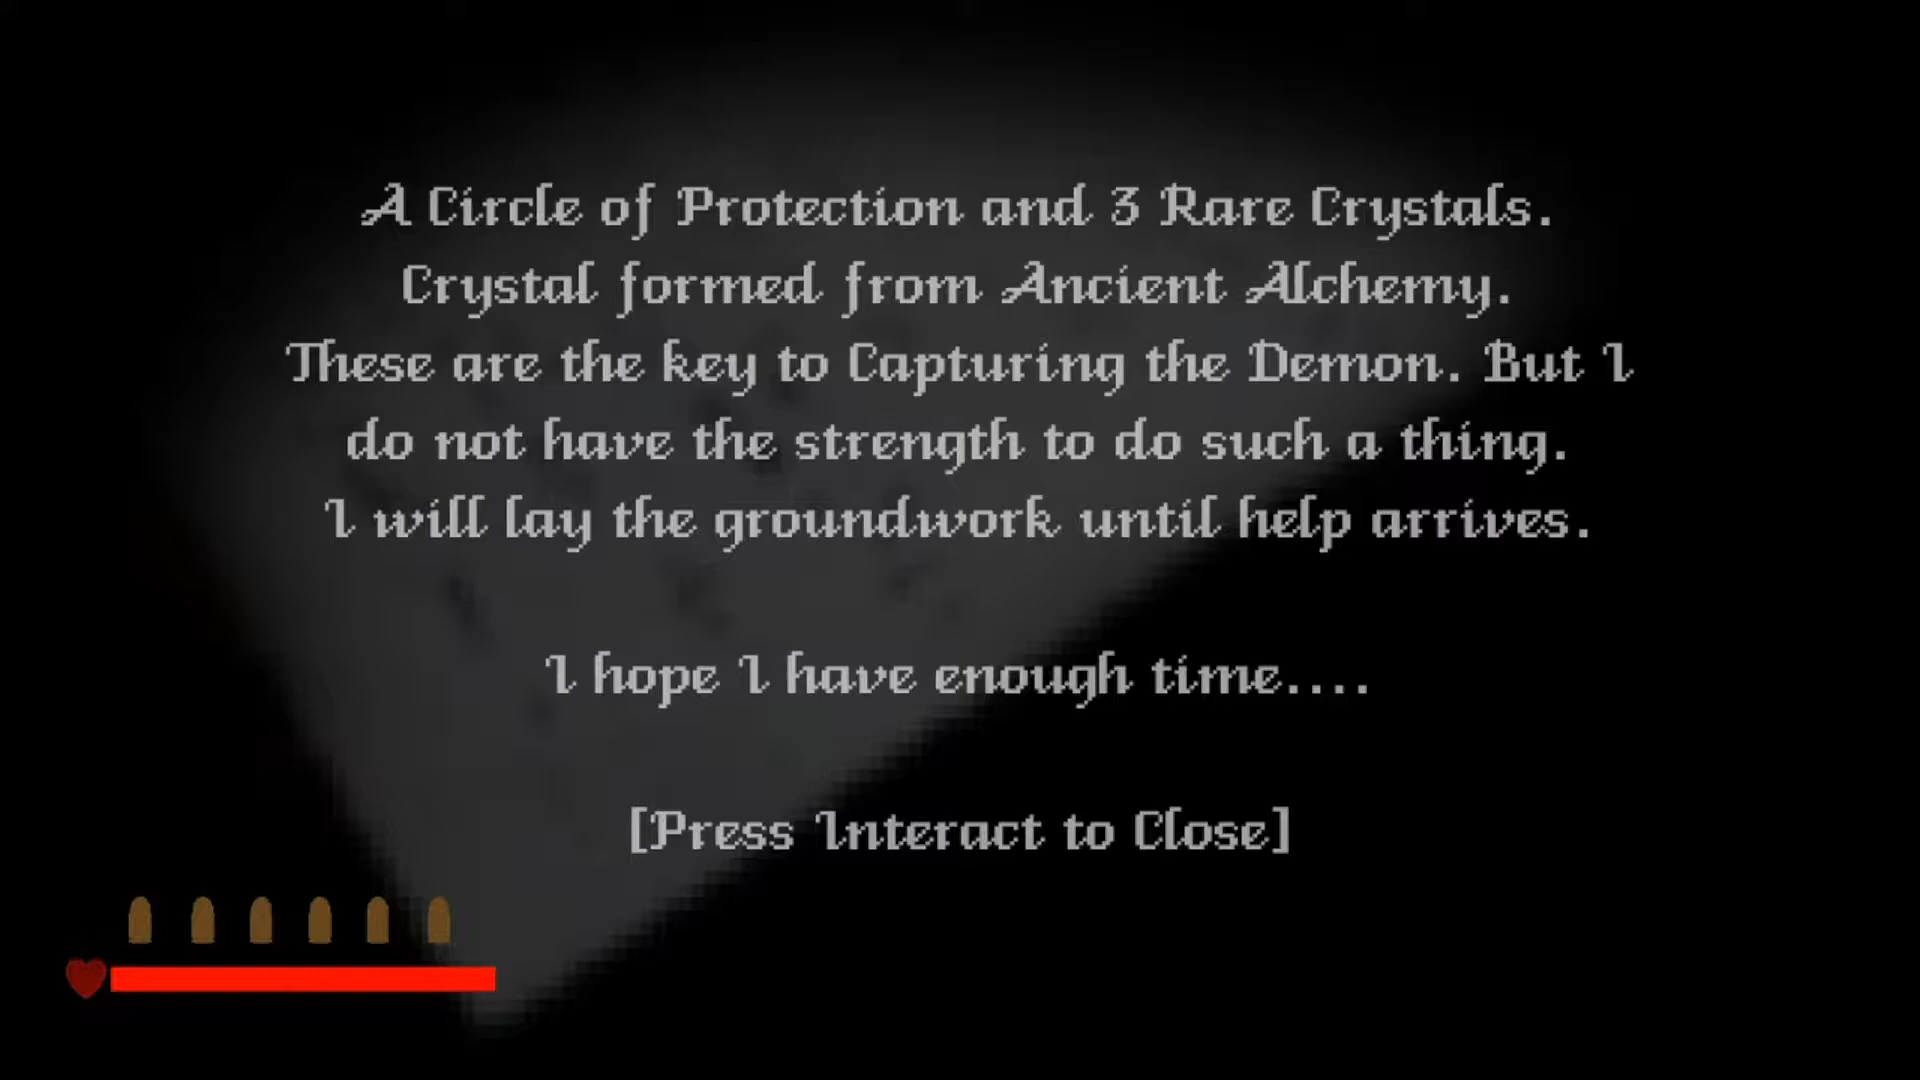 A Circle of Protection and 3 Rare Crystals.
Crystal formed from Ancient Alchemy.
These are the key to Capturing the Demon. But I
do not have the strength to do such a thing.
I will lay the groundwork until help arrives.
I hope I have enough time....
[Press Interact to Close]